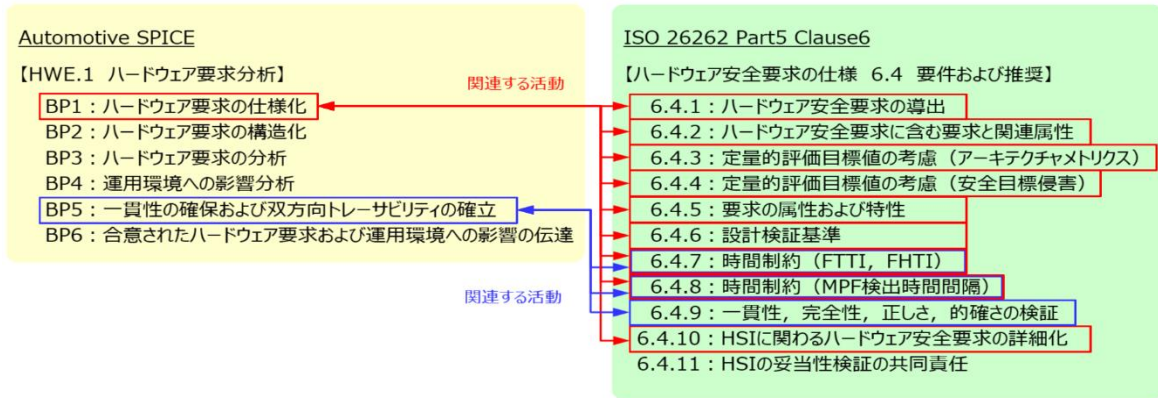 Automotive SPICE
【HWE.1 ハードウェア要求分析】
BP1：ハードウェア要求の仕様化
BP2：ハードウェア要求の構造化
BP3：ハードウェア要求の分析
BP4：運用環境への影響分析
BP5：一貫性の確保および双方向トレーサビリティの確立
BP6：合意されたハードウェア要求および運用環境への影響の伝達
関連する活動
関連する活動
ISO 26262 Part5 Clause6
【ハードウェア安全要求の仕様 6.4 要件および推奨】
6.4.1：ハードウェア安全要求の導出
6.4.2：ハードウェア安全要求に含む要求と関連属性
6.4.3：定量的評価目標値の考慮（アーキテクチャメトリクス）
6.4.4：定量的評価目標値の考慮（安全目標侵害）
6.4.5：要求の属性および特性
6.4.6：設計検証基準
6.4.7：時間制約（FTTI，FHTI）
6.4.8：時間制約（MPF検出時間間隔）
6.4.9：一貫性，完全性，正しさ，的確さの検証
6.4.10：HSIに関わるハードウェア安全要求の詳細化
6.4.11：HSIの妥当性検証の共同責任